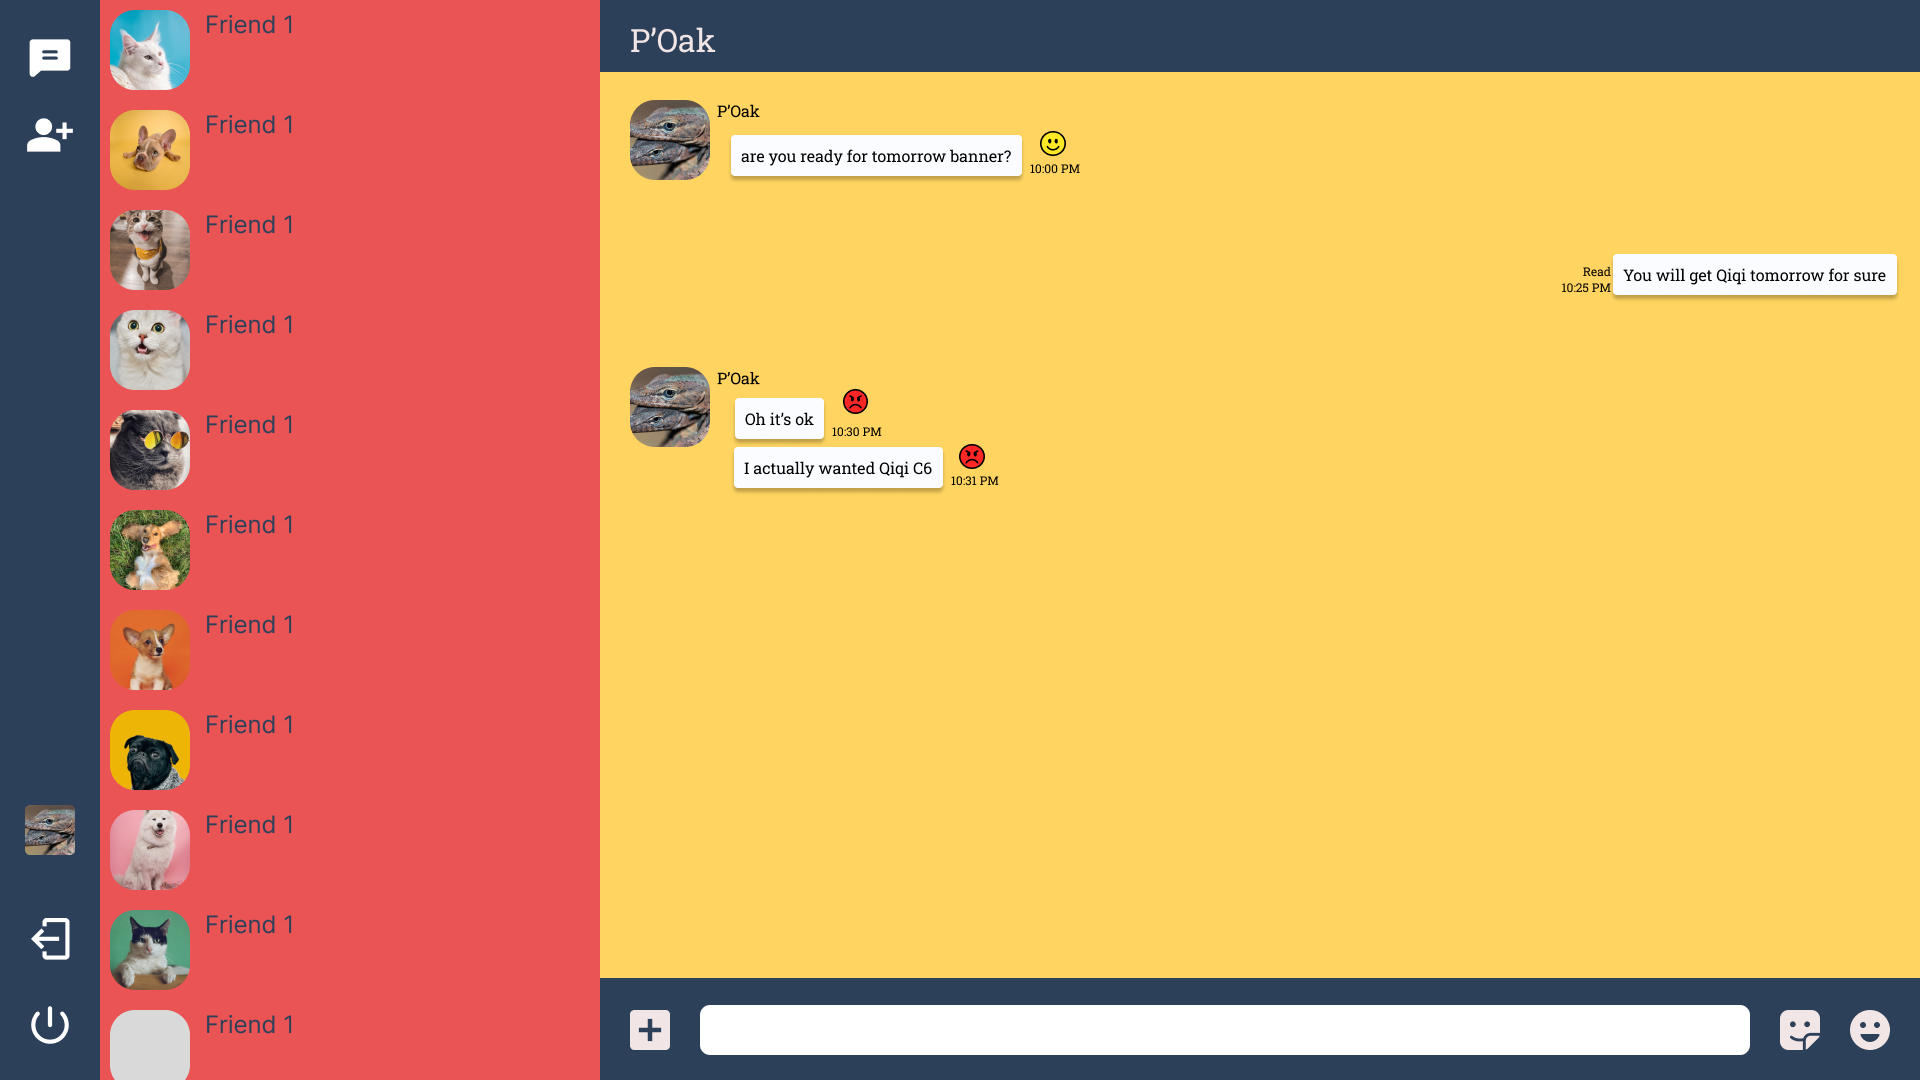 Friend 1
Friend 1
Friend 1
Friend 1
Friend 1
Friend 1
Friend 1
Friend 1
Friend 1
Friend 1
Friend 1
P’Oak
P’Oak
are you ready for tomorrow banner?
10:00 PM
Read
10:25 PM
You will get Qiqi tomorrow for sure
P’Oak
Oh it’s ok
10:30 PM
I actually wanted Qiqi C6
10:31 PM